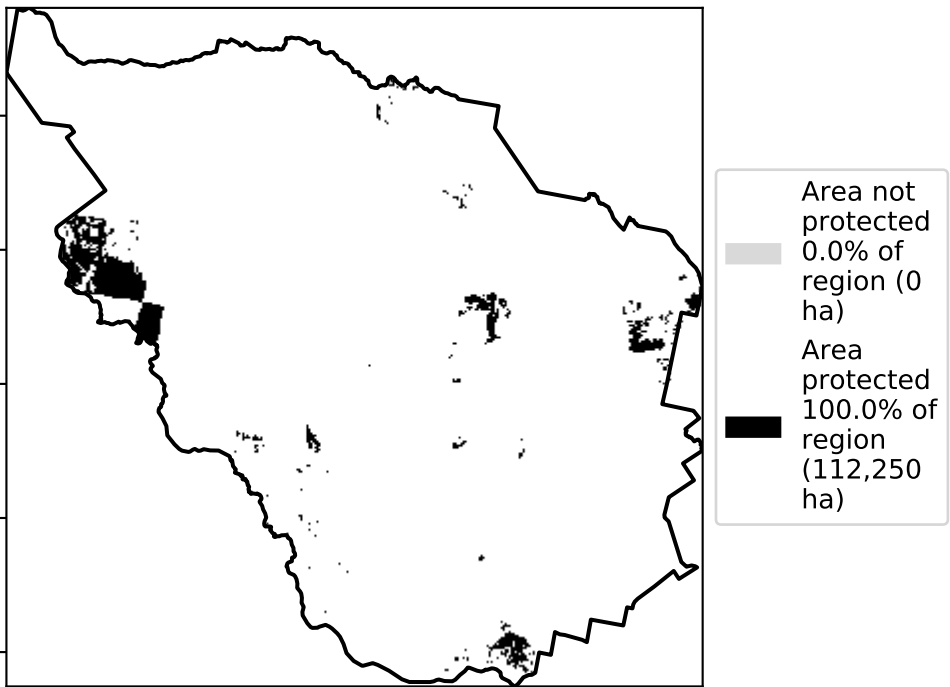 Area not
protected
0.0% of
region (0
ha)
Area
protected
100.0% of
region
(112,250
ha)